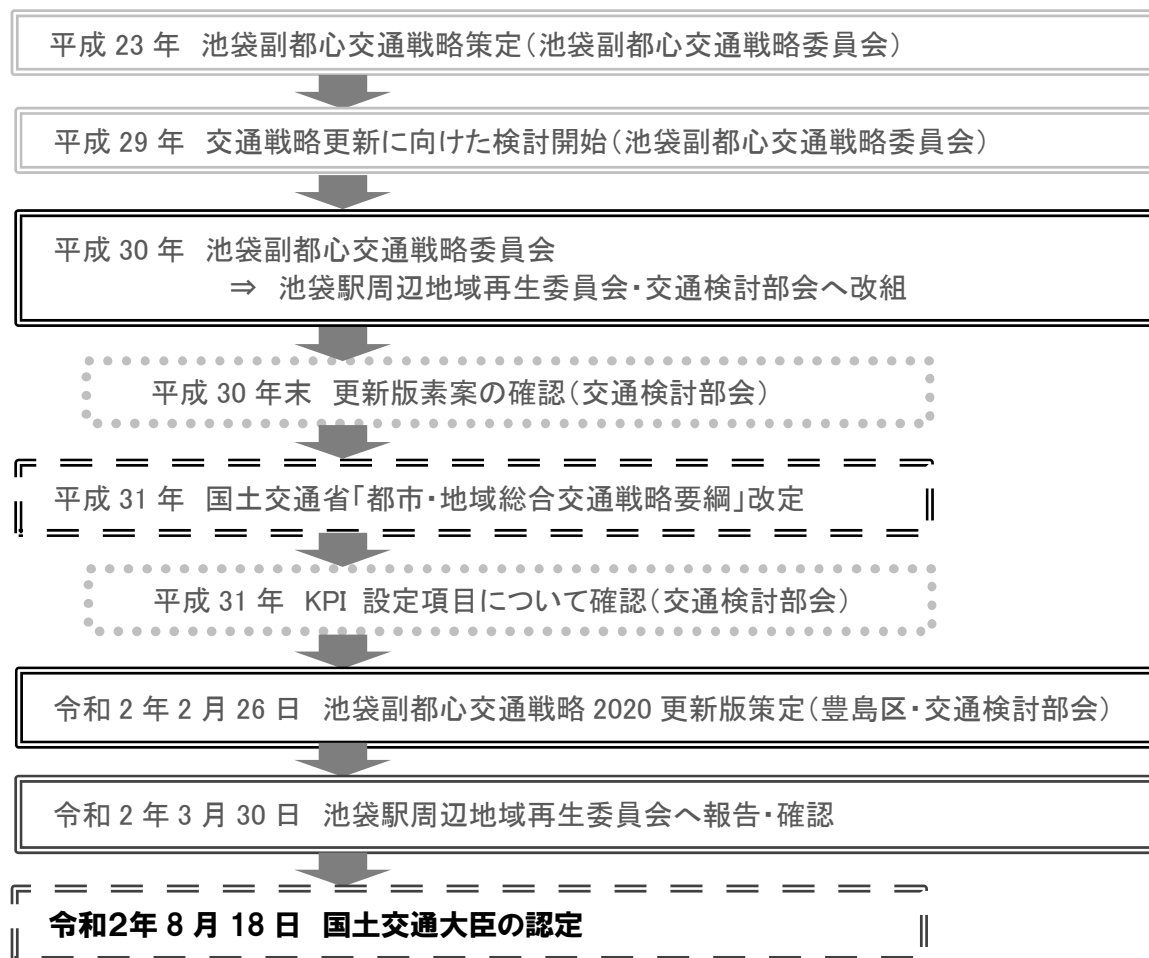 平成 23 年 池袋副都心交通戦略策定(池袋副都心交通戦略委員会)
平成 29 年 交通戦略更新に向けた検討開始(池袋副都心交通戦略委員会)
平成 30 年 池袋副都心交通戦略委員会
⇒ 池袋駅周辺地域再生委員会・交通検討部会へ改組
平成 30 年末 更新版素案の確認(交通検討部会)
平成 31 年 国土交通省「都市・地域総合交通戦略要綱」改定
平成 31 年 KPI 設定項目について確認(交通検討部会)
令和 2 年 2 月 26 日 池袋副都心交通戦略 2020 更新版策定(豊島区・交通検討部会)
令和 2 年 3 月 30 日 池袋駅周辺地域再生委員会へ報告・確認
令和2年 8 月 18 日 国土交通大臣の認定